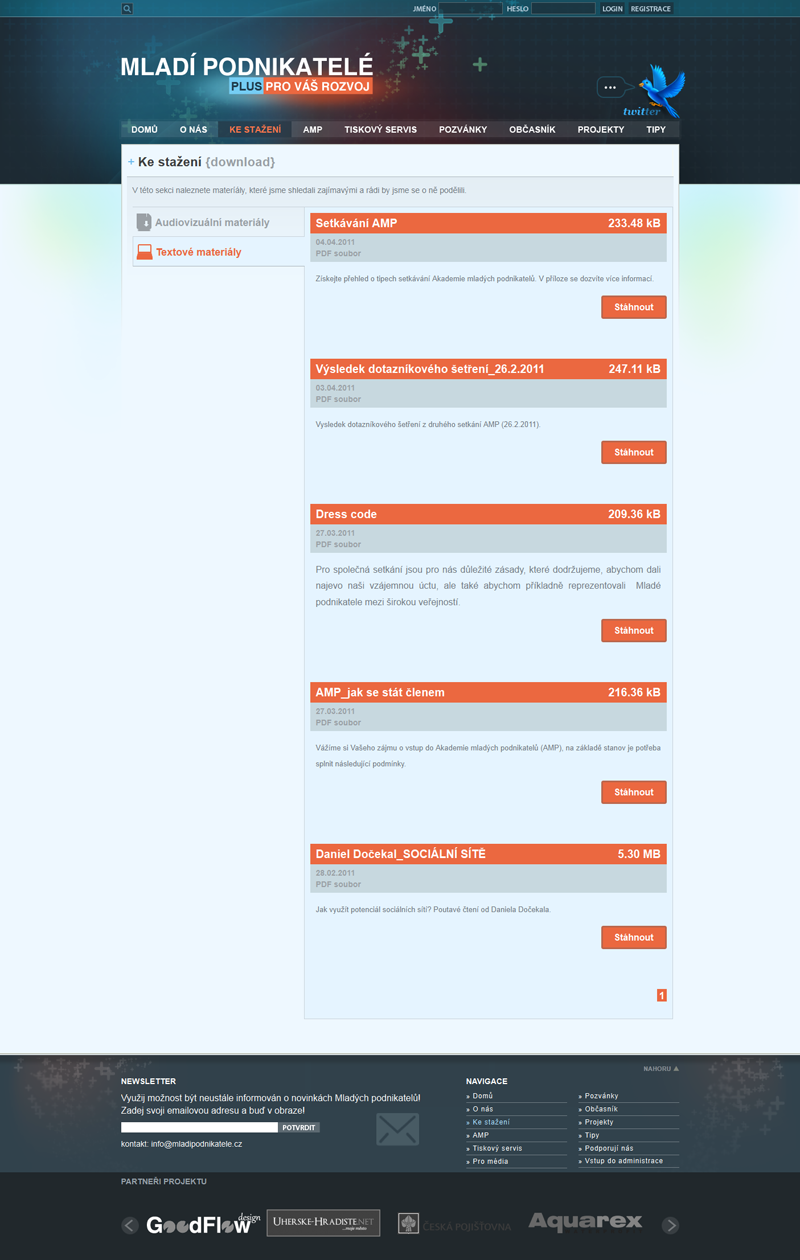 JMÉNO HESLO LOGIN REGISTRACE
MLADÍ PODNIKATELÉ
PLUS PRO VÁŠ ROZVOJ
twitter
DOMŮ O NÁS KE STAŽENÍ AMP TISKOVÝ SERVIS POZVÁNKY OBČASNÍK PROJEKTY TIPY
+ Ke stažení {download}
V této sekci naleznete materíály, které jsme shledali zajímavými a rádi by jsme se o ně podělili.
Audiovizuální materiály
Textové materiály
Setkávání AMP 233.48 kB
04.04.2011
PDF soubor
Získejte přehled o tipech setkávání Akademie mladých podnikatelů. V příloze se dozvíte více informací.
Stáhnout
Výsledek dotazníkového šetření_26.2.2011 247.11 kB
03.04.2011
PDF soubor
Vysledek dotazníkového šetření z druhého setkání AMP (26.2.2011).
Stáhnout
Dress code 209.36 kB
27.03.2011
PDF soubor
Pro společná setkání jsou pro nás důležité zásady, které dodržujeme, abychom dali
najevo naši vzájemnou úctu, ale také abychom příkladně reprezentovali Mladé
podnikatele mezi širokou veřejností.
Stáhnout
AMP_jak se stát členem 216.36 kB
27.03.2011
PDF soubor
Vážíme si Vašeho zájmu o vstup do Akademie mladých podnikatelů (AMP), na základě stanov je potřeba
splnit následující podmínky.
Stáhnout
Daniel Dočekal_SOCIÁLNÍ SÍTĚ 5.30 MB
28.02.2011
PDF soubor
Jak využít potenciál sociálních sítí? Poutavé čtení od Daniela Dočekala.
Stáhnout
1
NAHORU
NEWSLETTER
Využij možnost být neustále informován o novinkách Mladých podnikatelů!
Zadej svoji emailovou adresu a buď v obraze!
POTVRDIT
kontakt: info@mladipodnikatele.cz
NAVIGACE
» Domů
» O nás
» Ke stažení
» AMP
» Tiskový servis
» Pro média
» Pozvánky
» Občasník
» Projekty
» Tipy
» Podporují nás
» Vstup do administrace
PARTNEŘI PROJEKTU
GoodFlow design
UHERSKE-HRADISTE.NET
...moje město
ČESKÁ POJIŠŤOVNA
Aquarex